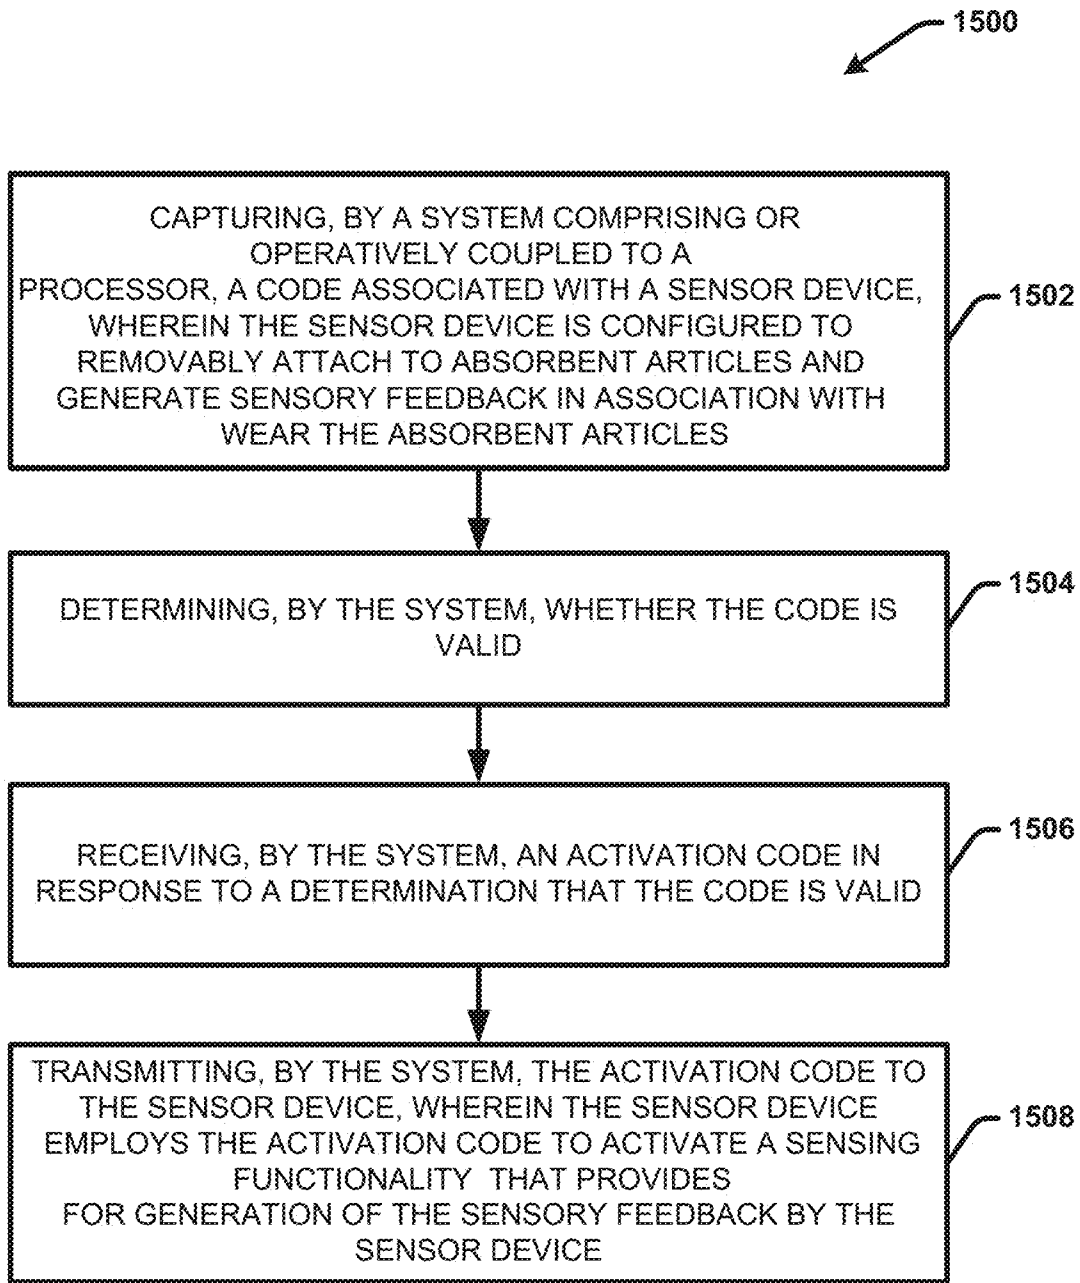 1500
CAPTURING, BY A SYSTEM COMPRISING OR
OPERATIVELY COUPLED TO A
PROCESSOR, A CODE ASSOCIATED WITH A SENSOR DEVICE,
WHEREIN THE SENSOR DEVICE IS CONFIGURED TO
REMOVABLY ATTACH TO ABSORBENT ARTICLES AND
GENERATE SENSORY FEEDBACK IN ASSOCIATION WITH
WEAR THE ABSORBENT ARTICLES
1502
DETERMINING, BY THE SYSTEM, WHETHER THE CODE IS
VALID
1504
RECEIVING, BY THE SYSTEM, AN ACTIVATION CODE IN
RESPONSE TO A DETERMINATION THAT THE CODE IS VALID
1506
TRANSMITTING, BY THE SYSTEM, THE ACTIVATION CODE TO
THE SENSOR DEVICE, WHEREIN THE SENSOR DEVICE
EMPLOYS THE ACTIVATION CODE TO ACTIVATE A SENSING
FUNCTIONALITY THAT PROVIDES
FOR GENERATION OF THE SENSORY FEEDBACK BY THE
SENSOR DEVICE
1508